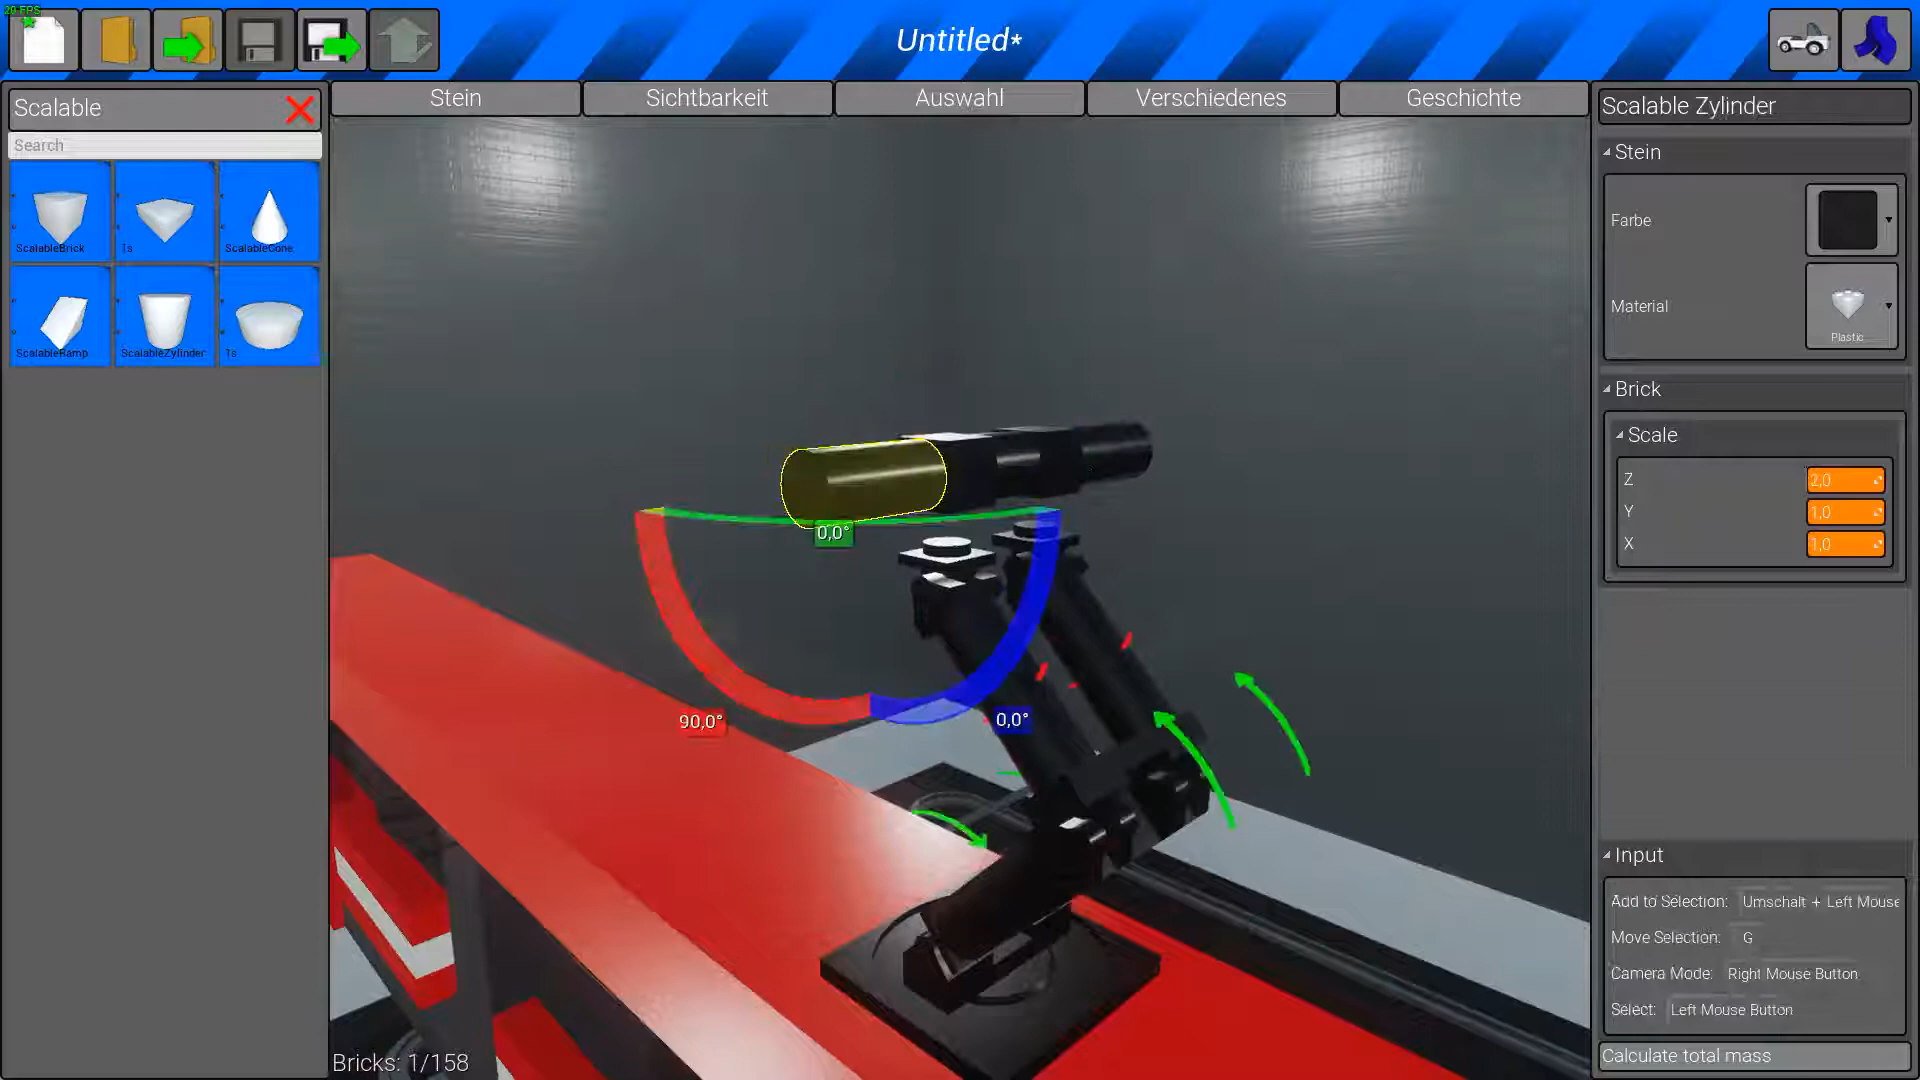 20 FPS
Untitled*
Scalable
Search
ScalableBrick
1s
ScalableCone
ScalableRamp
ScalableZylinder
1s
Stein
Sichtbarkeit
Auswahl
Verschiedenes
Geschichte
0,0°
90,0°
0,0°
Bricks: 1/158
Scalable Zylinder
Stein
Farbe
Material
Plastic
Brick
Scale
Z 2,0
Y 1,0
X 1,0
Input
Add to Selection: Umschalt + Left Mouse
Move Selection: G
Camera Mode: Right Mouse Button
Select: Left Mouse Button
Calculate total mass